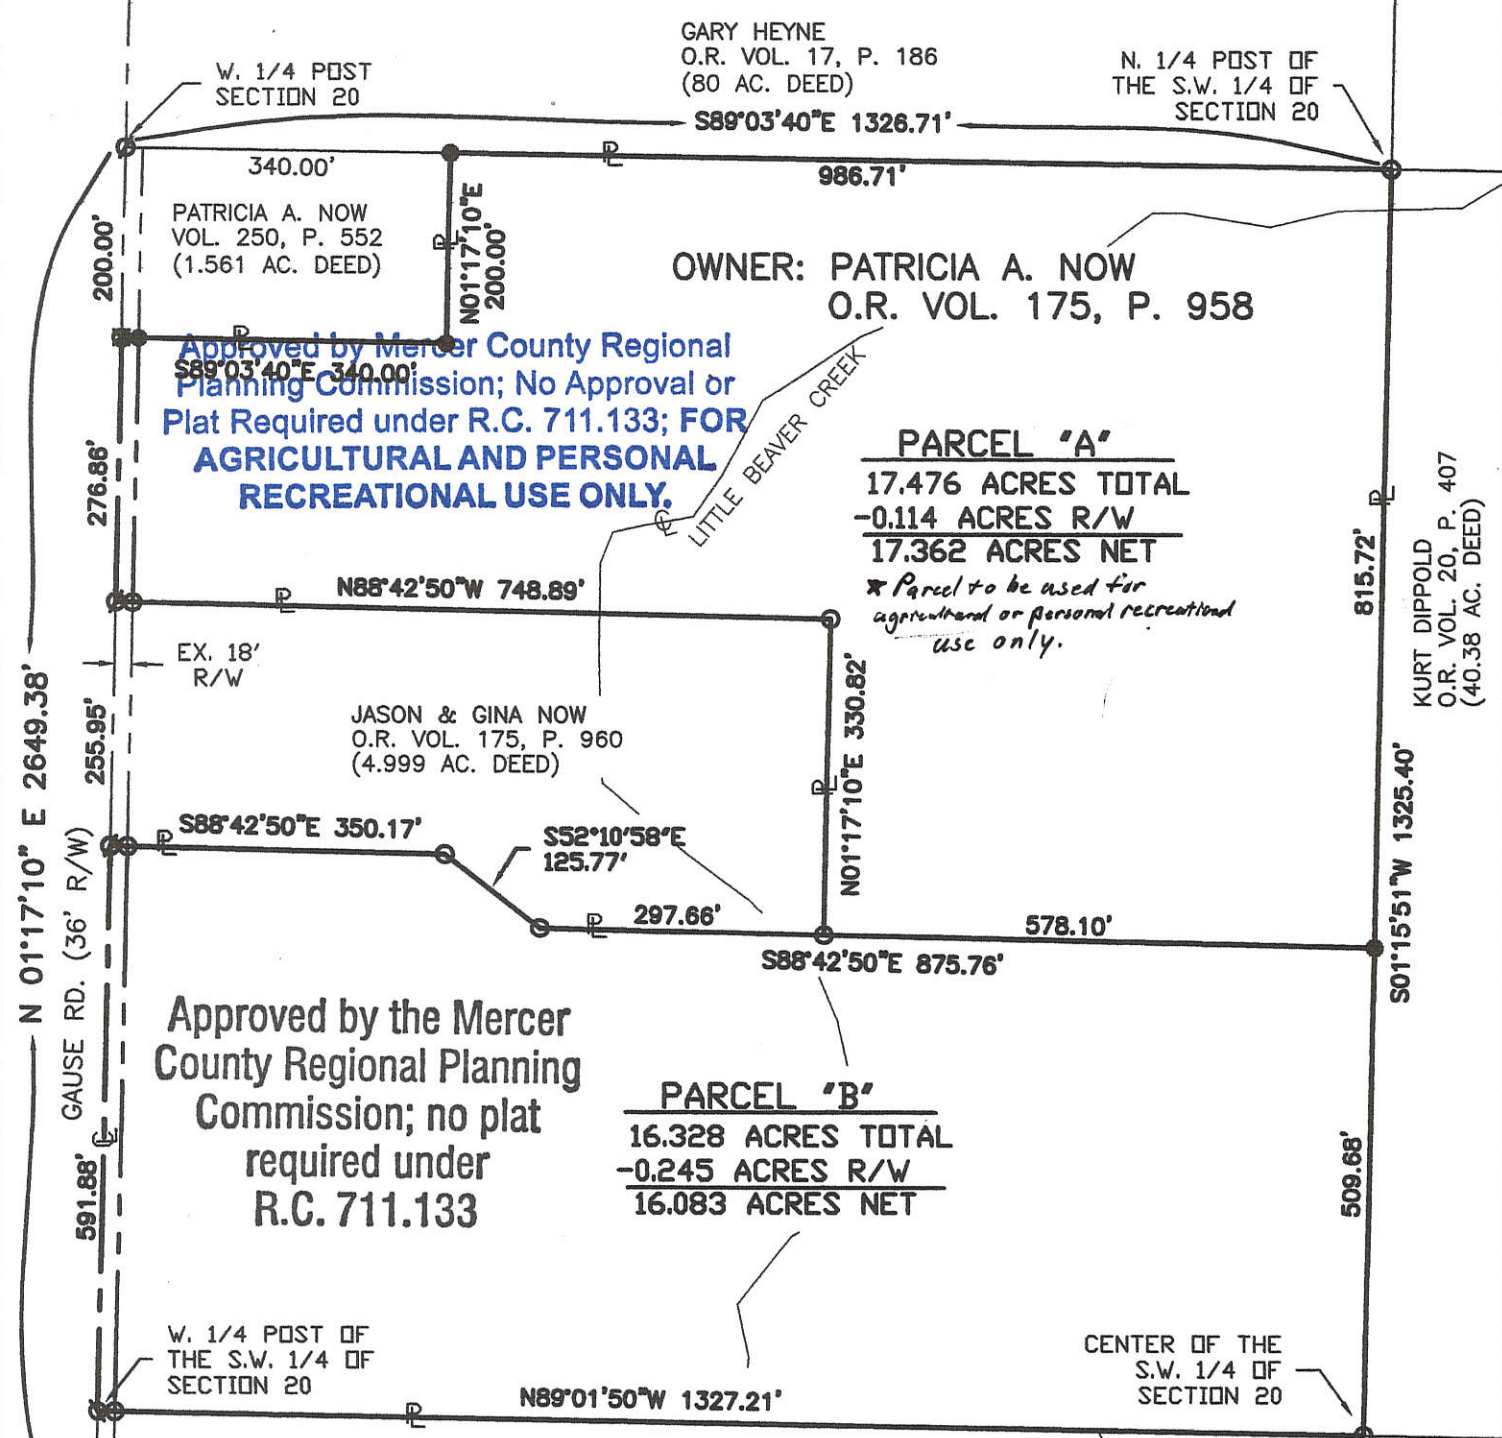 GARY HEYNE
O.R. VOL. 17, P. 186
(80 AC. DEED)
W. 1/4 POST
SECTION 20
N. 1/4 POST OF
THE S.W. 1/4 OF
SECTION 20
S89°03'40"E 1326.71'
340.00'
986.71'
PATRICIA A. NOW
VOL. 250, P. 552
(1.561 AC. DEED)
200.00'
N01°17'10"E
200.00'
OWNER: PATRICIA A. NOW
O.R. VOL. 175, P. 958
S89°03'40"E 340.00'
Approved by Mercer County Regional
Planning Commission; No Approval or
Plat Required under R.C. 711.133; FOR
AGRICULTURAL AND PERSONAL
RECREATIONAL USE ONLY.
LITTLE BEAVER CREEK
PARCEL "A"
17.476 ACRES TOTAL
-0.114 ACRES R/W
17.362 ACRES NET
* Parcel to be used for
agricultural or personal recreational
use only.
276.86'
815.72'
KURT DIPPOLD
O.R. VOL. 20, P. 407
(40.38 AC. DEED)
N88°42'50"W 748.89'
EX. 18'
R/W
N 01°17'10" E 2649.38'
255.95'
JASON & GINA NOW
O.R. VOL. 175, P. 960
(4.999 AC. DEED)
N01°17'10"E 330.82'
S01°15'51"W 1325.40'
S88°42'50"E 350.17'
S52°10'58"E
125.77'
297.66'
578.10'
S88°42'50"E 875.76'
GAUSE RD. (36' R/W)
Approved by the Mercer
County Regional Planning
Commission; no plat
required under
R.C. 711.133
PARCEL "B"
16.328 ACRES TOTAL
-0.245 ACRES R/W
16.083 ACRES NET
591.88'
509.68'
W. 1/4 POST OF
THE S.W. 1/4 OF
SECTION 20
N89°01'50"W 1327.21'
CENTER OF THE
S.W. 1/4 OF
SECTION 20